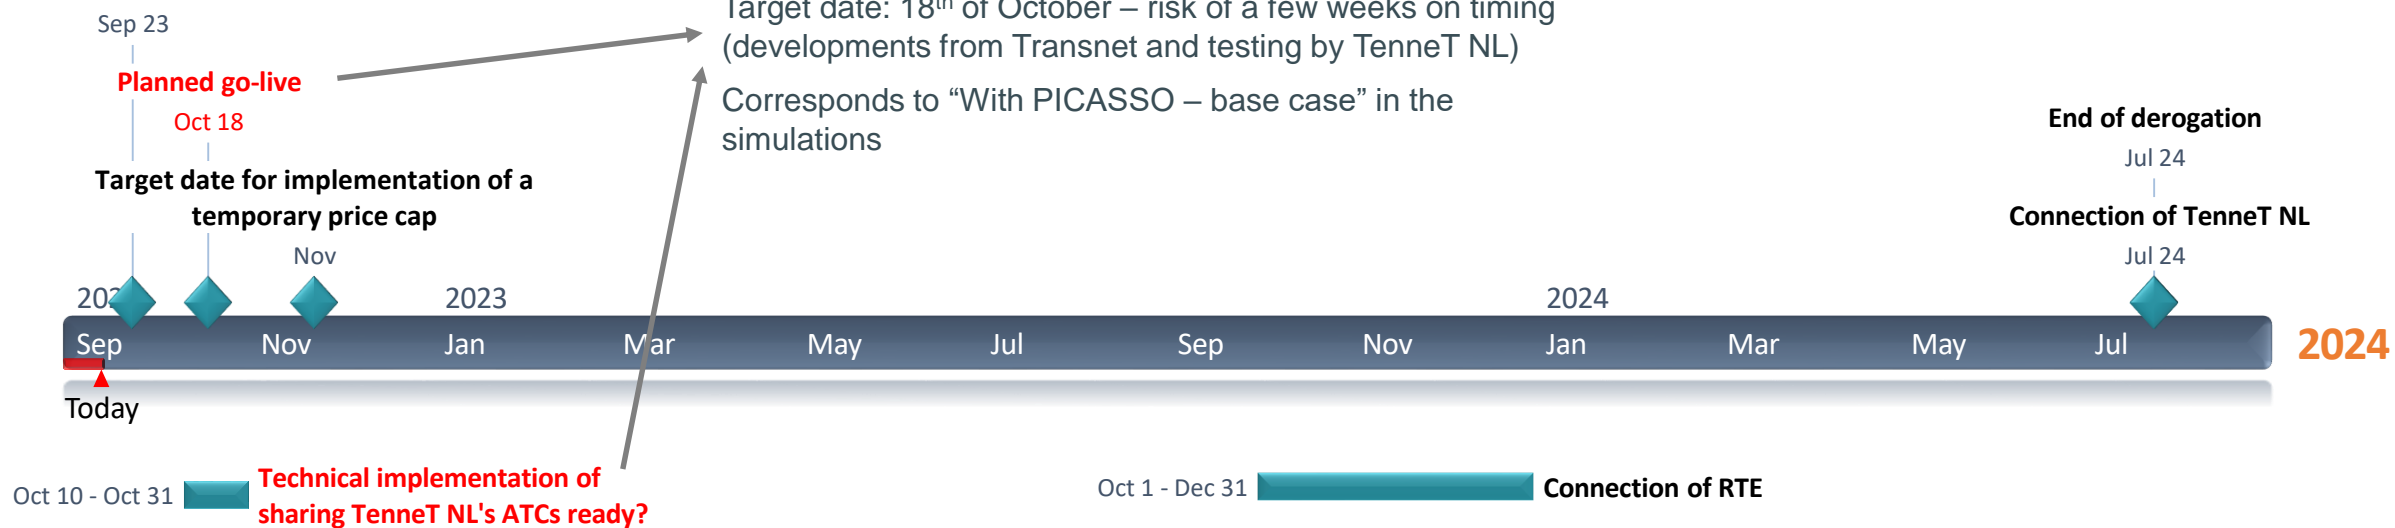 Target date: 18th of October – risk of a few weeks on timing
(developments from Transnet and testing by TenneT NL)
Corresponds to “With PICASSO – base case” in the
simulations
Sep 23
Planned go-live
Oct 18
Target date for implementation of a
temporary price cap
Nov
End of derogation
Jul 24
Connection of TenneT NL
Jul 24
2023
2024
Sep
Nov
Jan
Mar
May
Jul
Sep
Nov
Jan
Mar
May
Jul
2024
Today
Oct 10 - Oct 31
Technical implementation of
sharing TenneT NL's ATCs ready?
Oct 1 - Dec 31
Connection of RTE